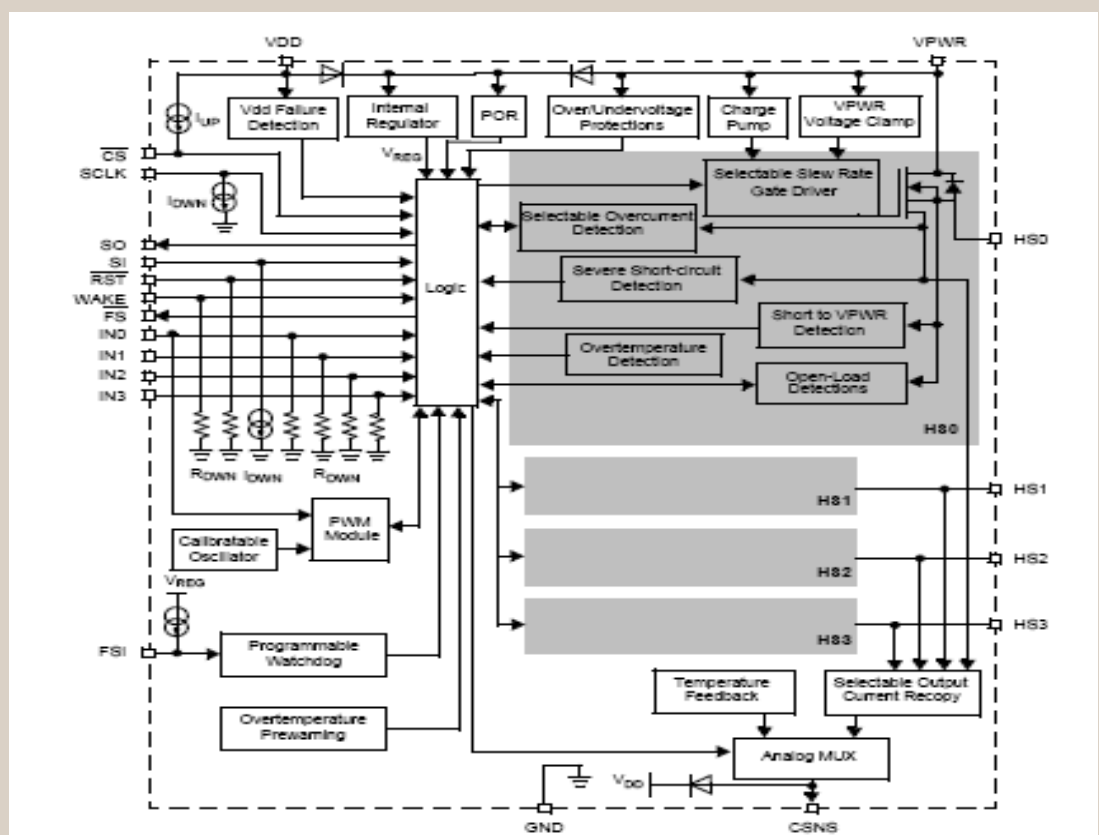 VDD
VPWR
Vdd Failure
Detection
Internal
Regulator
POR
Over/Undervoltage
Protections
Charge
Pump
VPWR
Voltage Clamp
IUP
VREG
CS
SCLK
IDWN
SO
SI
RST
WAKE
FS
IN0
IN1
IN2
IN3
Logic
Selectable Slew Rate
Gate Driver
Selectable Overcurrent
Detection
Severe Short-circuit
Detection
Short to VPWR
Detection
Overtemperature
Detection
Open-Load
Detections
HS0
HS0
RDWN
IDWN
RDWN
PWM
Module
Calibratable
Oscillator
VREG
FSI
Programmable
Watchdog
Overtemperature
Prewarning
HS1
HS1
HS2
HS2
HS3
HS3
Temperature
Feedback
Selectable Output
Current Recopy
Analog MUX
VDD
GND
CSNS